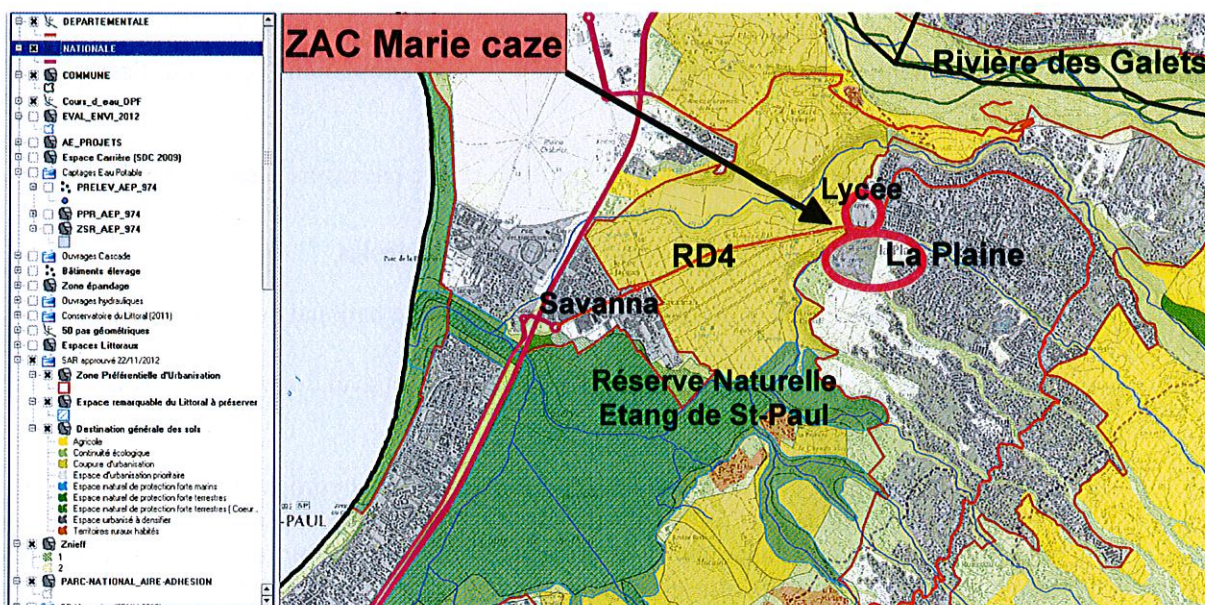 DEPARTEMENTALE
NATIONALE
COMMUNE
Cours_d_eau_DPF
EVAL_ENVI_2012
AE_PROJETS
Espace Carrière (SDC 2009)
Captages Eau Potable
PRELEV_AEP_974
PPR_AEP_974
ZSR_AEP_974
Ouvrages Cascade
Bâtiments élevage
Zone épandage
Ouvrages hydrauliques
Conservatoire du Littoral (2011)
50 pas géométriques
Espaces Littoraux
SAR approuvé 22/11/2012
Zone Préférentielle d'Urbanisation
Espace remarquable du Littoral à préserver
Destination générale des sols
Agricole
Continuité écologique
Coupure d'urbanisation
Espace d'urbanisation prioritaire
Espace naturel de protection forte marins
Espace naturel de protection forte terrestres
Espace naturel de protection forte terrestres ( Coeur ..
Espace urbanisé à densifier
Territoires ruraux habités
Znieff
1
2
PARC-NATIONAL_AIRE-ADHESION
ZAC Marie caze
Rivière des Galets
Lycée
RD4
La Plaine
Savanna
Réserve Naturelle
Etang de St-Paul
-PAUL